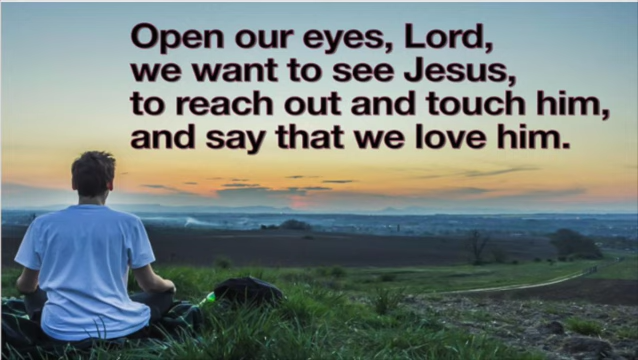 Open our eyes, Lord,
we want to see Jesus,
to reach out and touch him,
and say that we love him.